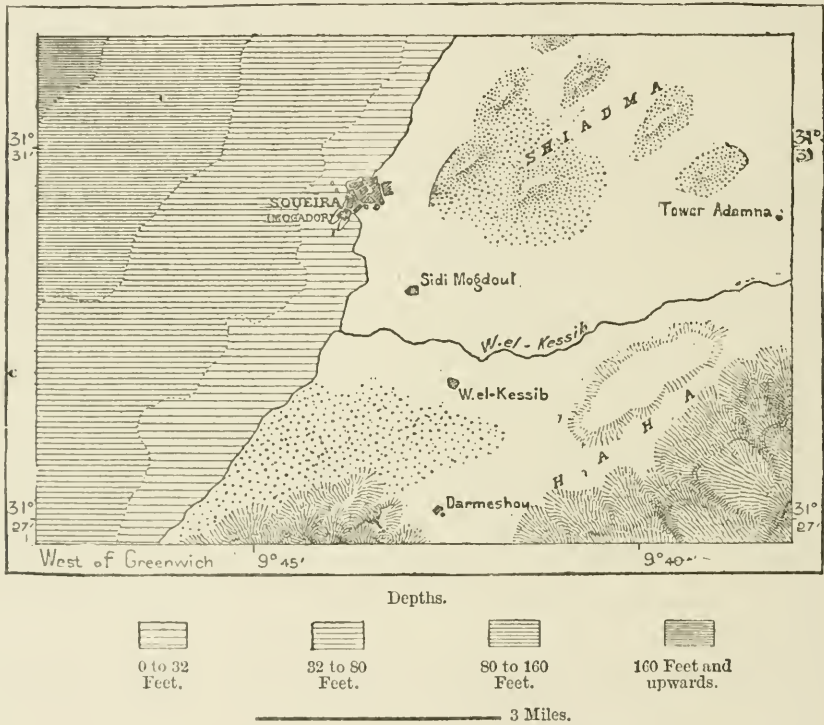 31°
31'
31°
31'
SHIADMA
SQUEIRA
(MOGADOR)
Tower Adamna
Sidi Mogdoul
W.el-Kessib
W.el-Kessib
HAHA
Darmeshou
31°
27'
31°
27'
West of Greenwich 9°45' 9°40'
Depths.
0 to 32
Feet.
32 to 80
Feet.
80 to 160
Feet.
160 Feet and
upwards.
3 Miles.